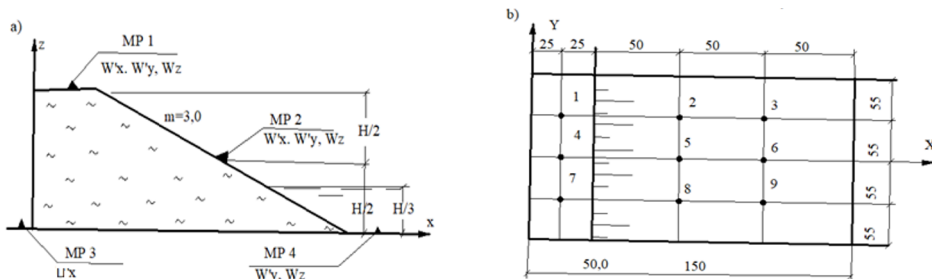 a)
z
MP 1
W'x. W'y, Wz
m=3,0
MP 2
W'x. W'y, Wz
H/2
H/2
H/3
x
MP 3
MP 4
W'y, Wz
b)
Y
25 25 50 50 50
1 2 3
4 5 6
7 8 9
X
55
55
55
55
50,0 150